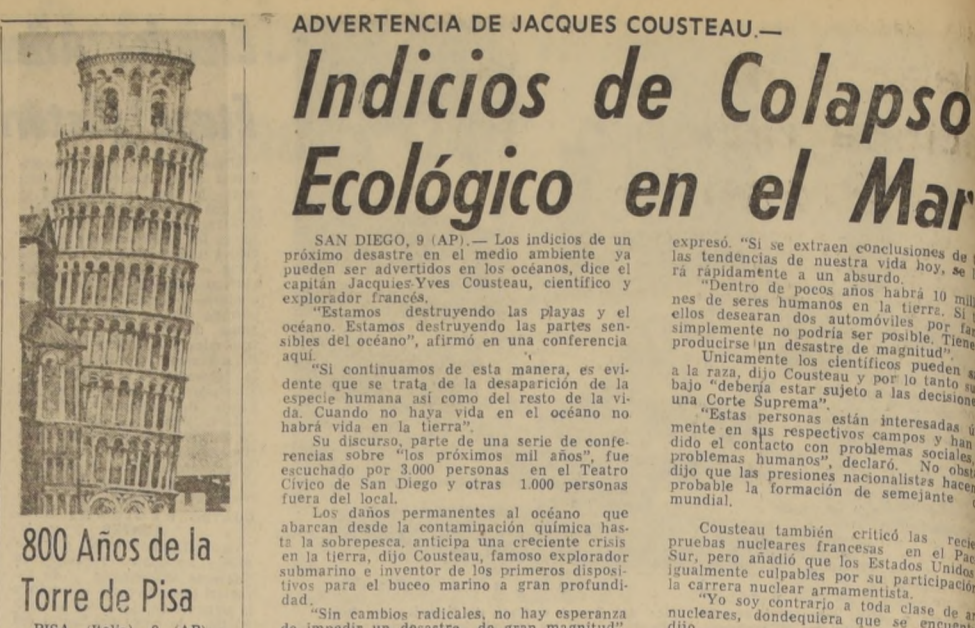 ADVERTENCIA DE JACQUES COUSTEAU.—
Indicios de Colapso
Ecológico en el Mar
SAN DIEGO, 9 (AP).— Los indicios de un
próximo desastre en el medio ambiente ya
pueden ser advertidos en los océanos, dice el
capitán Jacquies-Yves Cousteau, científico y
explorador francés.
"Estamos destruyendo las playas y el
océano. Estamos destruyendo las partes sen-
sibles del océano", afirmó en una conferencia
aquí.
"Si continuamos de esta manera, es evi-
dente que se trata de la desaparición de la
especie humana así como del resto de la vi-
da. Cuando no haya vida en el océano no
habrá vida en la tierra".
Su discurso, parte de una serie de confe-
rencias sobre "los próximos mil años", fue
escuchado por 3.000 personas en el Teatro
Cívico de San Diego y otras 1.000 personas
fuera del local.
Los daños permanentes al océano que
abarcan desde la contaminación química has-
ta la sobrepesca, anticipa una creciente crisis
en la tierra, dijo Cousteau, famoso explorador
submarino e inventor de los primeros disposi-
tivos para el buceo marino a gran profundi-
dad.
"Sin cambios radicales, no hay esperanza
de impedir un desastre de gran magnitud",
expresó. "Si se extraen conclusiones de
las tendencias de nuestra vida hoy, se
rá rápidamente a un absurdo.
"Dentro de pocos años habrá 10 mil
nes de seres humanos en la tierra. Si
ellos desearan dos automóviles por
simplemente no podría ser posible. Tiene
producirse un desastre de magnitud".
Unicamente los científicos pueden
a la raza, dijo Cousteau y por lo tanto
bajo "debería estar sujeto a las decisione
una Corte Suprema".
"Estas personas están interesadas
mente en sus respectivos campos y han
dido el contacto con problemas sociales,
problemas humanos", declaró. No
dijo que las presiones nacionalistas hacen
probable la formación de semejante
mundial.
Cousteau también criticó las
pruebas nucleares francesas en el
Sur, pero añadió que los Estados Unidos
igualmente culpables por su participación
la carrera nuclear armamentista.
"Yo soy contrario a toda clase de
nucleares, dondequiera que se
dijo
800 Años de la
Torre de Pisa